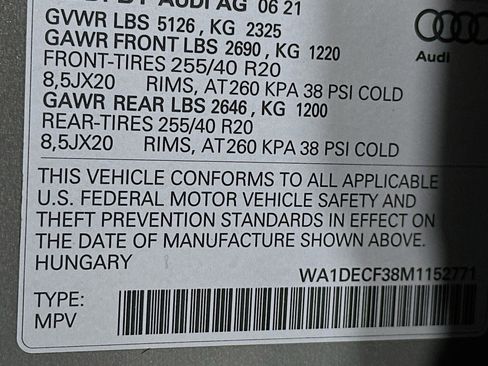 BY AUDI AG 06 21
GVWR LBS 5126, KG 2325
GAWR FRONT LBS 2690, KG 1220
FRONT-TIRES 255/40 R20
8,5JX20 RIMS, AT260 KPA 38 PSI COLD
GAWR REAR LBS 2646, KG 1200
REAR-TIRES 255/40 R20
8,5JX20 RIMS, AT260 KPA 38 PSI COLD
Audi
THIS VEHICLE CONFORMS TO ALL APPLICABLE
U.S. FEDERAL MOTOR VEHICLE SAFETY AND
THEFT PREVENTION STANDARDS IN EFFECT ON
THE DATE OF MANUFACTURE SHOWN ABOVE.
HUNGARY
WA1DECF38M1152771
TYPE:
MPV